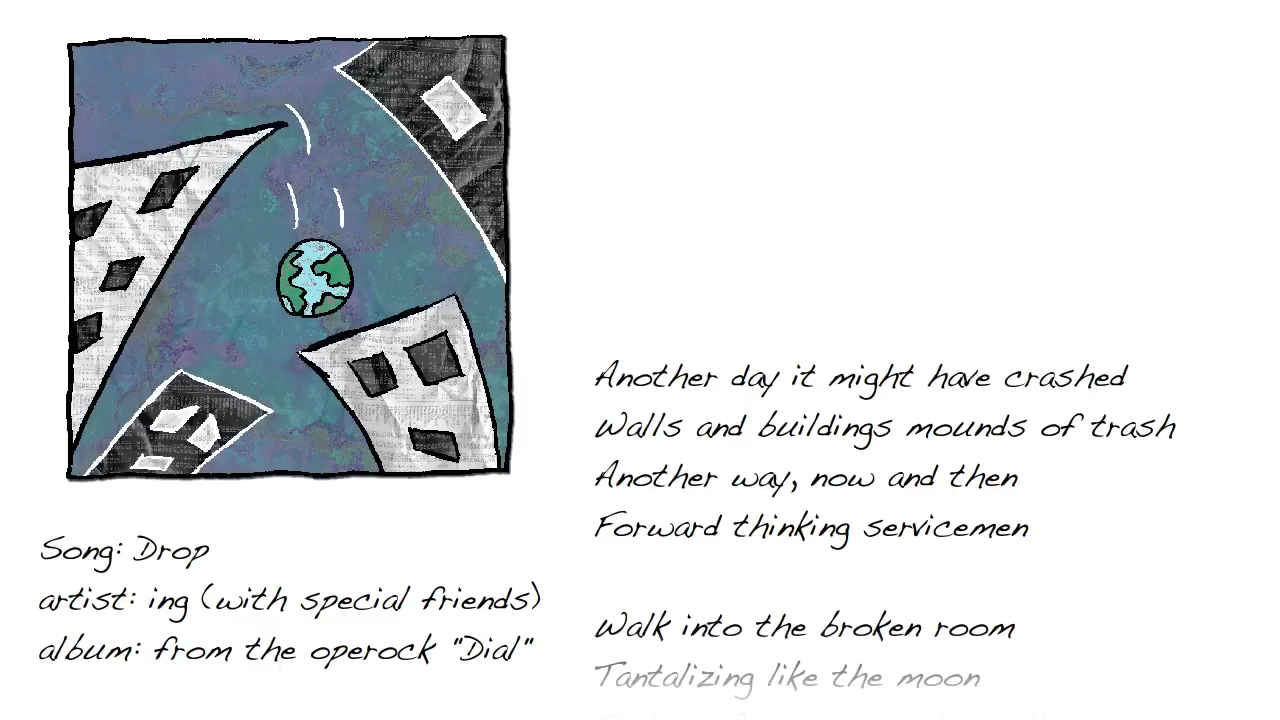 Another day it might have crashed
Walls and buildings mounds of trash
Another way, now and then
Forward thinking servicemen
Walk into the broken room
Tantalizing like the moon
Song: Drop
artist: ing (with special friends)
album: from the operock "Dial"